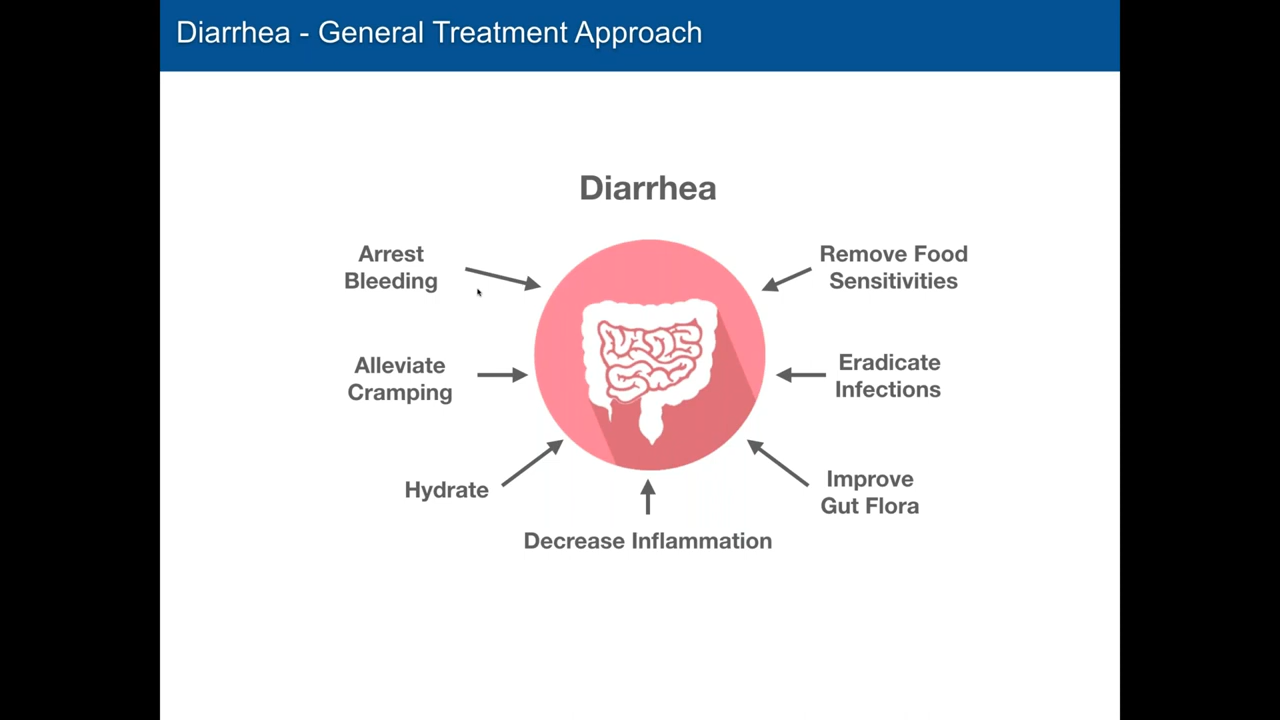 Diarrhea - General Treatment Approach
Diarrhea
Arrest
Bleeding
Remove Food
Sensitivities
Alleviate
Cramping
Eradicate
Infections
Hydrate
Improve
Gut Flora
Decrease Inflammation